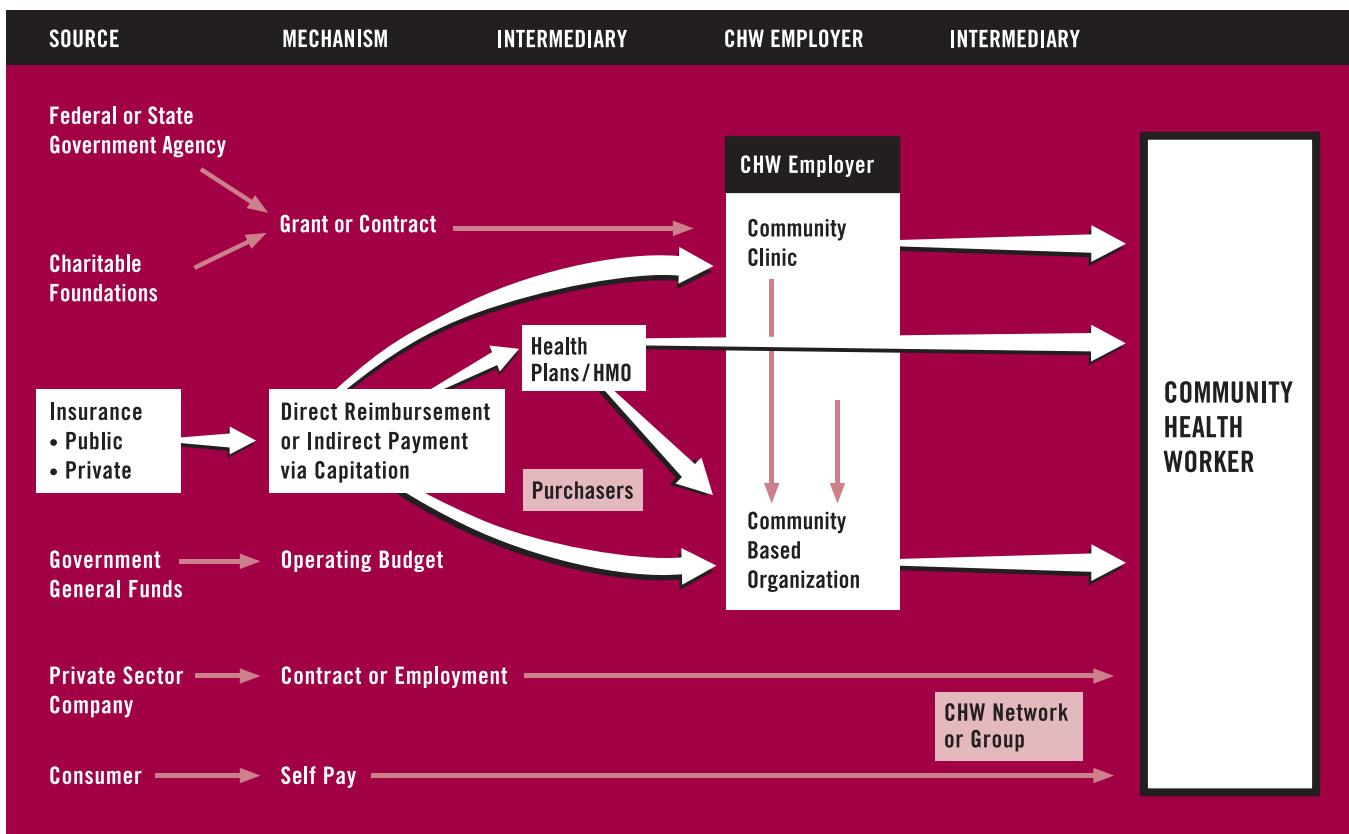 SOURCE
MECHANISM
INTERMEDIARY
CHW EMPLOYER
INTERMEDIARY
Federal or State
Government Agency
Charitable
Foundations
Grant or Contract
Insurance
• Public
• Private
Direct Reimbursement
or Indirect Payment
via Capitation
Health
Plans/HMO
Purchasers
CHW Employer
Community
Clinic
Community
Based
Organization
COMMUNITY
HEALTH
WORKER
Government
General Funds
Operating Budget
Private Sector
Company
Contract or Employment
CHW Network
or Group
Consumer
Self Pay